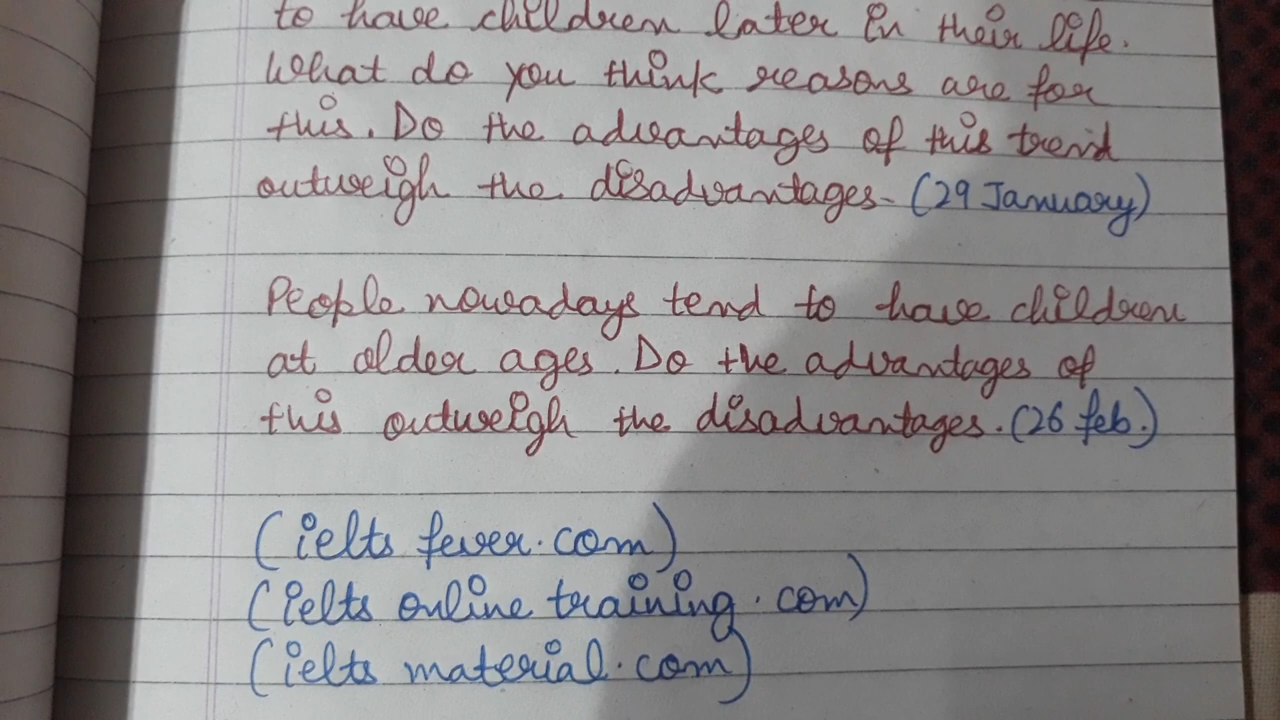 to have children later in their life.
What do you think reasons are for
this. Do the advantages of this trend
outweigh the disadvantages- (29 January)
People nowadays tend to have children
at older ages. Do the advantages of
this outweigh the disadvantages. (26 feb.)
(ielts fever.com)
(ielts online training.com)
(ielts material.com)